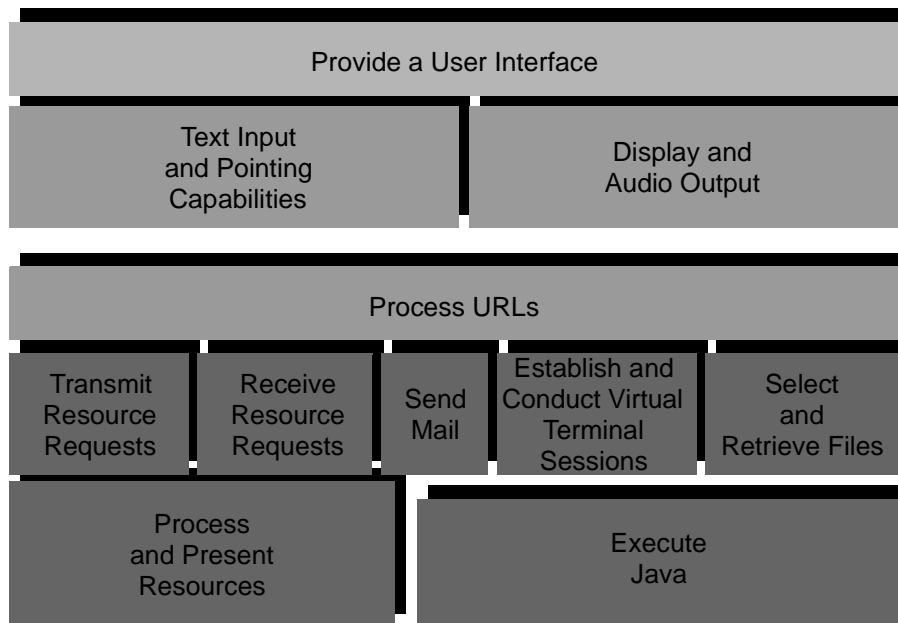 Provide a User Interface
Text Input
and Pointing
Capabilities
Display and
Audio Output
Process URLs
Transmit
Resource
Requests
Receive
Resource
Requests
Send
Mail
Establish and
Conduct Virtual
Terminal
Sessions
Select
and
Retrieve Files
Process
and Present
Resources
Execute
Java